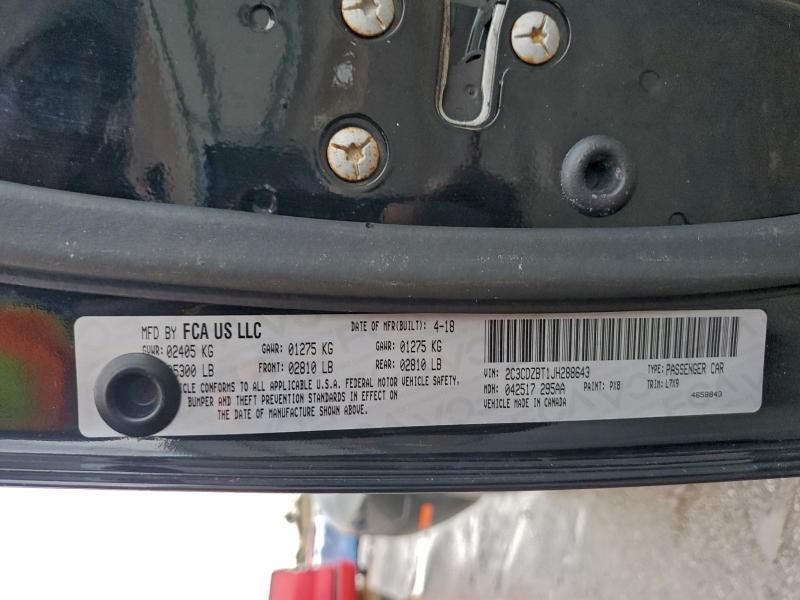 MFD BY FCA US LLC DATE OF MFR(BUILT): 4-18
GVWR: 02405 KG GAWR: 01275 KG GAWR: 01275 KG
5300 LB FRONT: 02810 LB REAR: 02810 LB
VEHICLE CONFORMS TO ALL APPLICABLE U.S.A. FEDERAL MOTOR VEHICLE SAFETY,
BUMPER AND THEFT PREVENTION STANDARDS IN EFFECT ON
THE DATE OF MANUFACTURE SHOWN ABOVE.
VIN: 2C3CDZBT1JH288643 TYPE: PASSENGER CAR
MDH: 042517 295AA PAINT: PX8 TRIM: L7X9
VEHICLE MADE IN CANADA 4658843